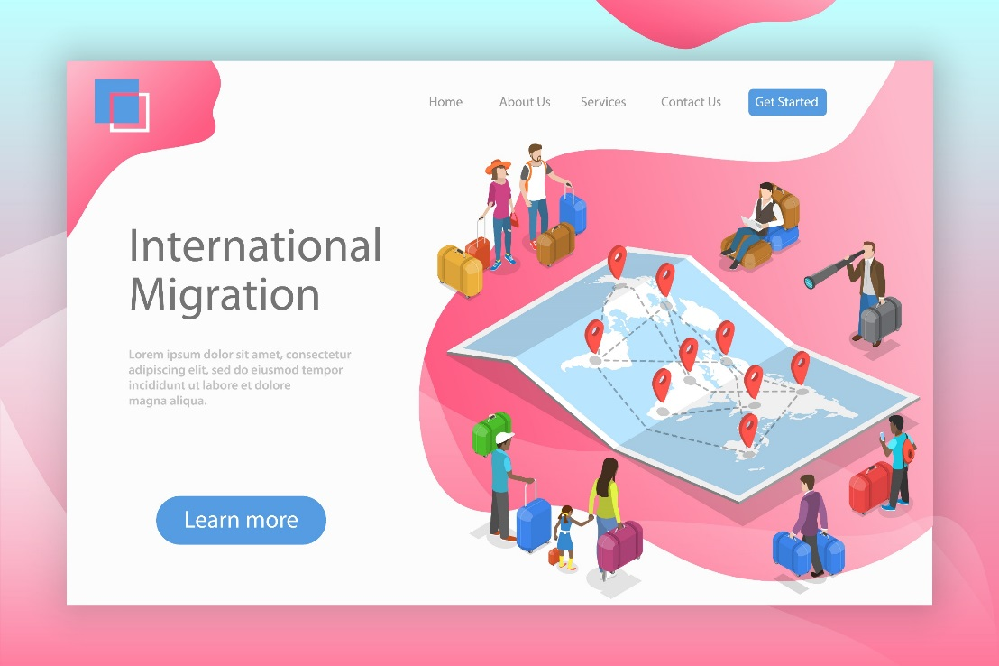 Home
About Us
Services
Contact Us
Get Started
International
Migration
Lorem ipsum dolor sit amet, consectetur
adipiscing elit, sed do eiusmod tempor
incididunt ut labore et dolore
magna aliqua.
Learn more